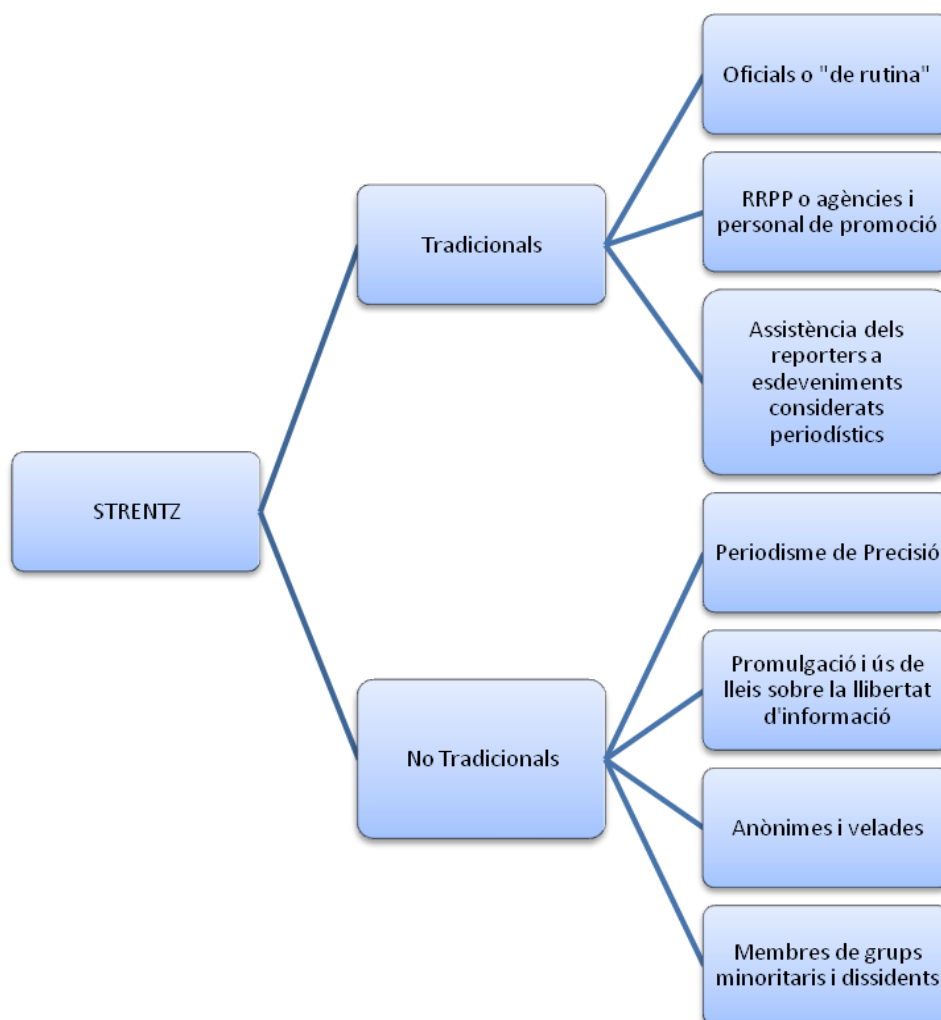 STRENTZ
Tradicionals
Oficials o "de rutina"
RRPP o agències i
personal de promoció
Assistència dels
reporters a
esdeveniments
considerats
periodístics
No Tradicionals
Periodisme de Precisió
Promulgació i ús de
lleis sobre la llibertat
d'informació
Anònimes i velades
Membres de grups
minoritaris i dissidents